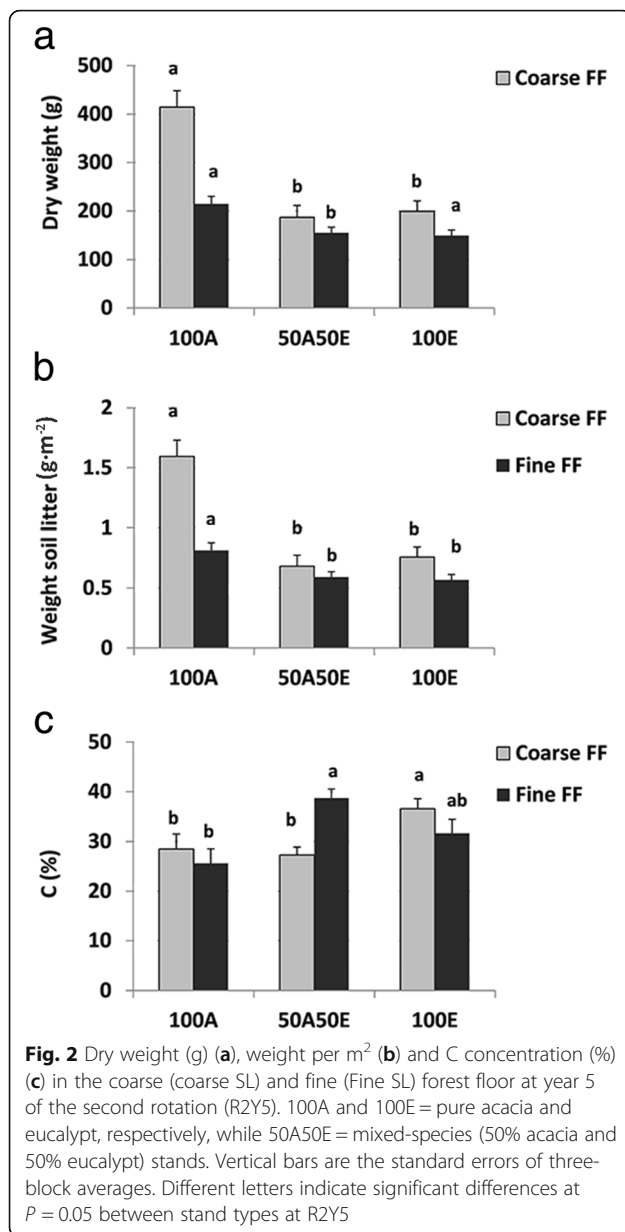 a
500
400
300
200
100
0
Dry weight (g)
a
a
b
b
b
a
Coarse FF
100A 50A50E 100E
b
2
1.5
1
0.5
0
Weight soil litter (g·m-2)
a
a
b
b
b
b
Coarse FF
Fine FF
100A 50A50E 100E
c
50
40
30
20
10
0
C (%)
b
b
b
a
a
ab
Coarse FF
Fine FF
100A 50A50E 100E
Fig. 2 Dry weight (g) (a), weight per m2 (b) and C concentration (%)
(c) in the coarse (coarse SL) and fine (Fine SL) forest floor at year 5
of the second rotation (R2Y5). 100A and 100E = pure acacia and
eucalypt, respectively, while 50A50E = mixed-species (50% acacia and
50% eucalypt) stands. Vertical bars are the standard errors of three-
block averages. Different letters indicate significant differences at
P = 0.05 between stand types at R2Y5